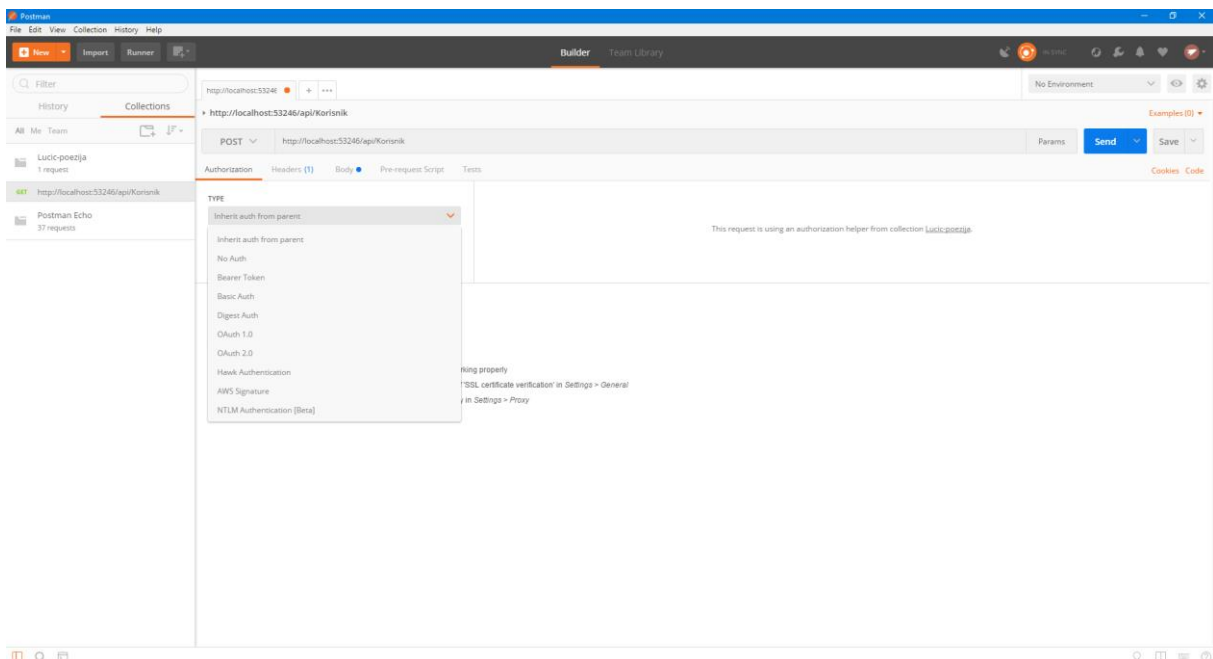 Postman
File Edit View Collection History Help
New Import Runner Builder Team Library IN SYNC
Filter
History Collections
All Me Team
Lucic-poezija
1 request
GET http://localhost:53246/api/Korisnik
Postman Echo
37 requests
http://localhost:5324 + ••• No Environment
http://localhost:53246/api/Korisnik Examples (0)
POST http://localhost:53246/api/Korisnik Params Send Save
Authorization Headers (1) Body Pre-request Script Tests Cookies Code
TYPE
Inherit auth from parent
This request is using an authorization helper from collection Lucic-poezija.
Inherit auth from parent
No Auth
Bearer Token
Basic Auth
Digest Auth
OAuth 1.0
OAuth 2.0
Hawk Authentication
AWS Signature
NTLM Authentication [Beta]
rking properly
'SSL certificate verification' in Settings > General
y in Settings > Proxy